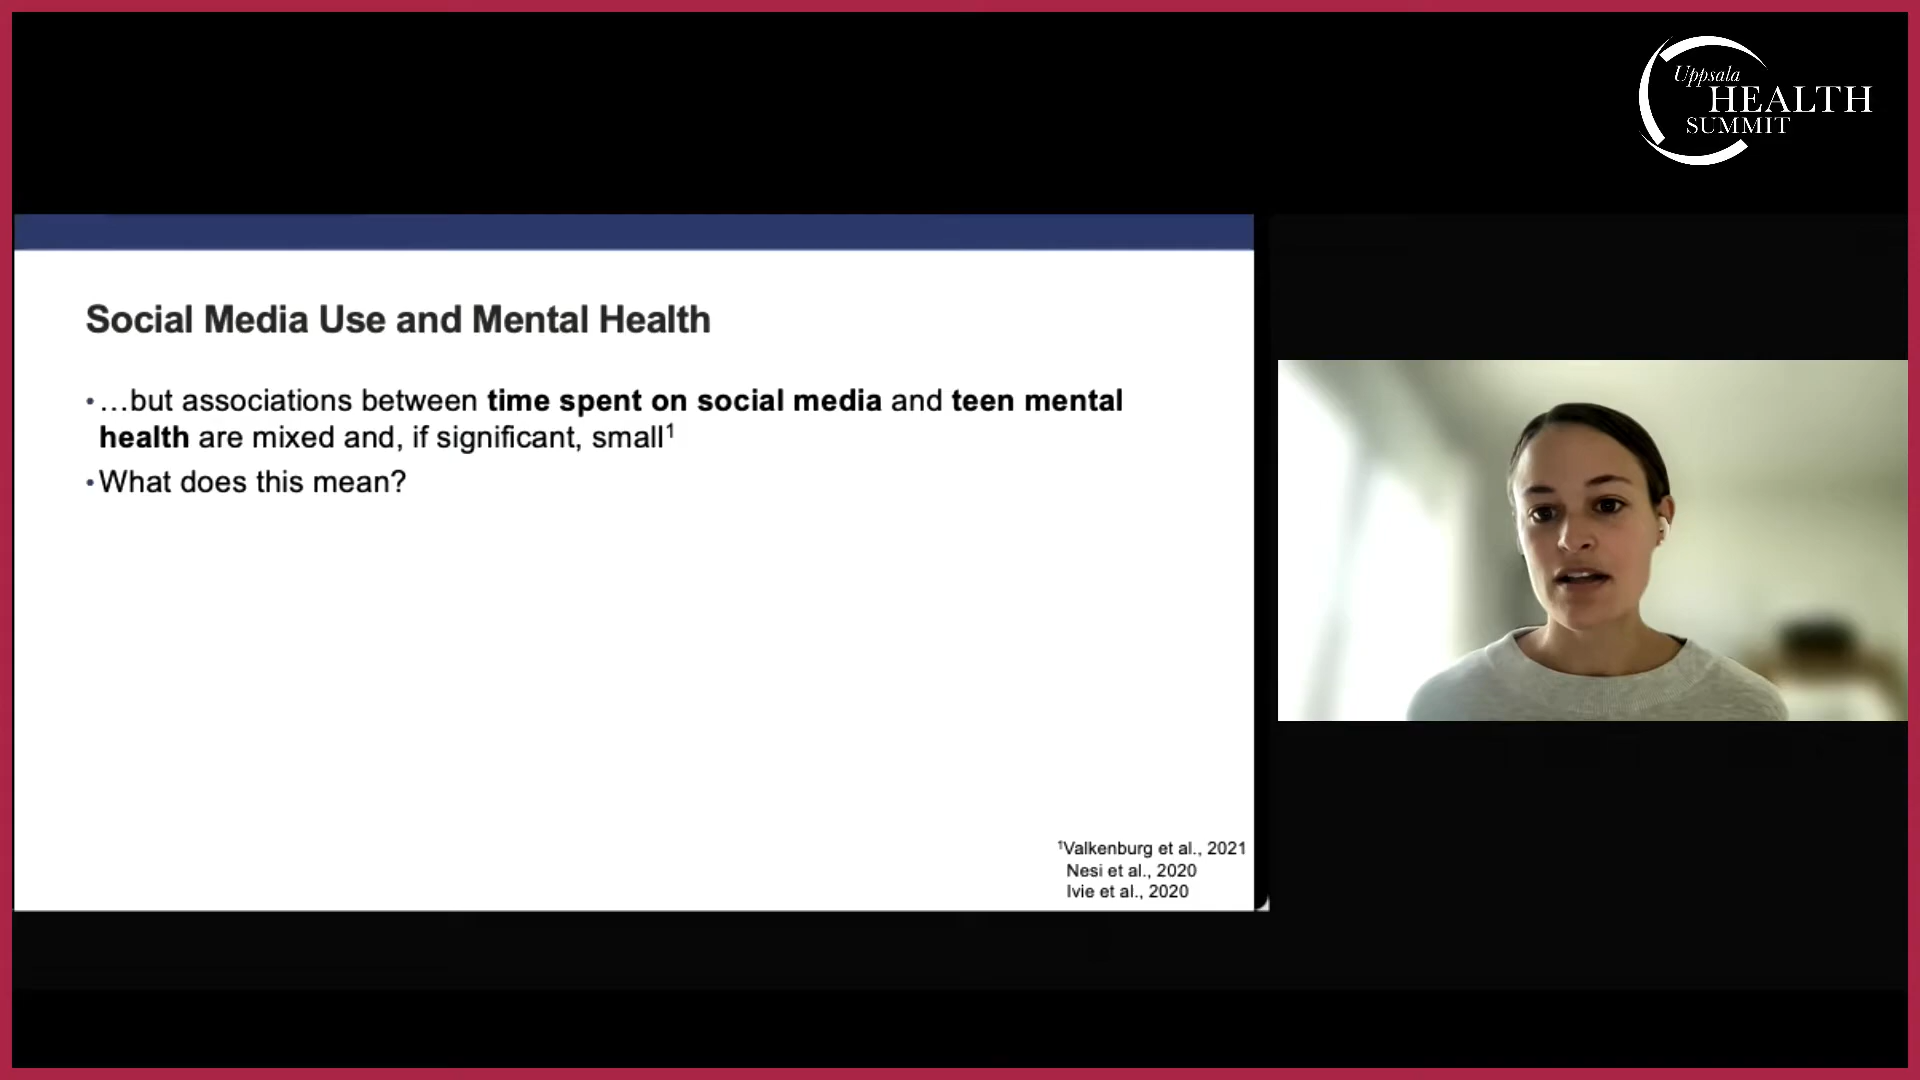 Uppsala
HEALTH
SUMMIT
Social Media Use and Mental Health
•…but associations between time spent on social media and teen mental
health are mixed and, if significant, small¹
•What does this mean?
¹Valkenburg et al., 2021
Nesi et al., 2020
Ivie et al., 2020